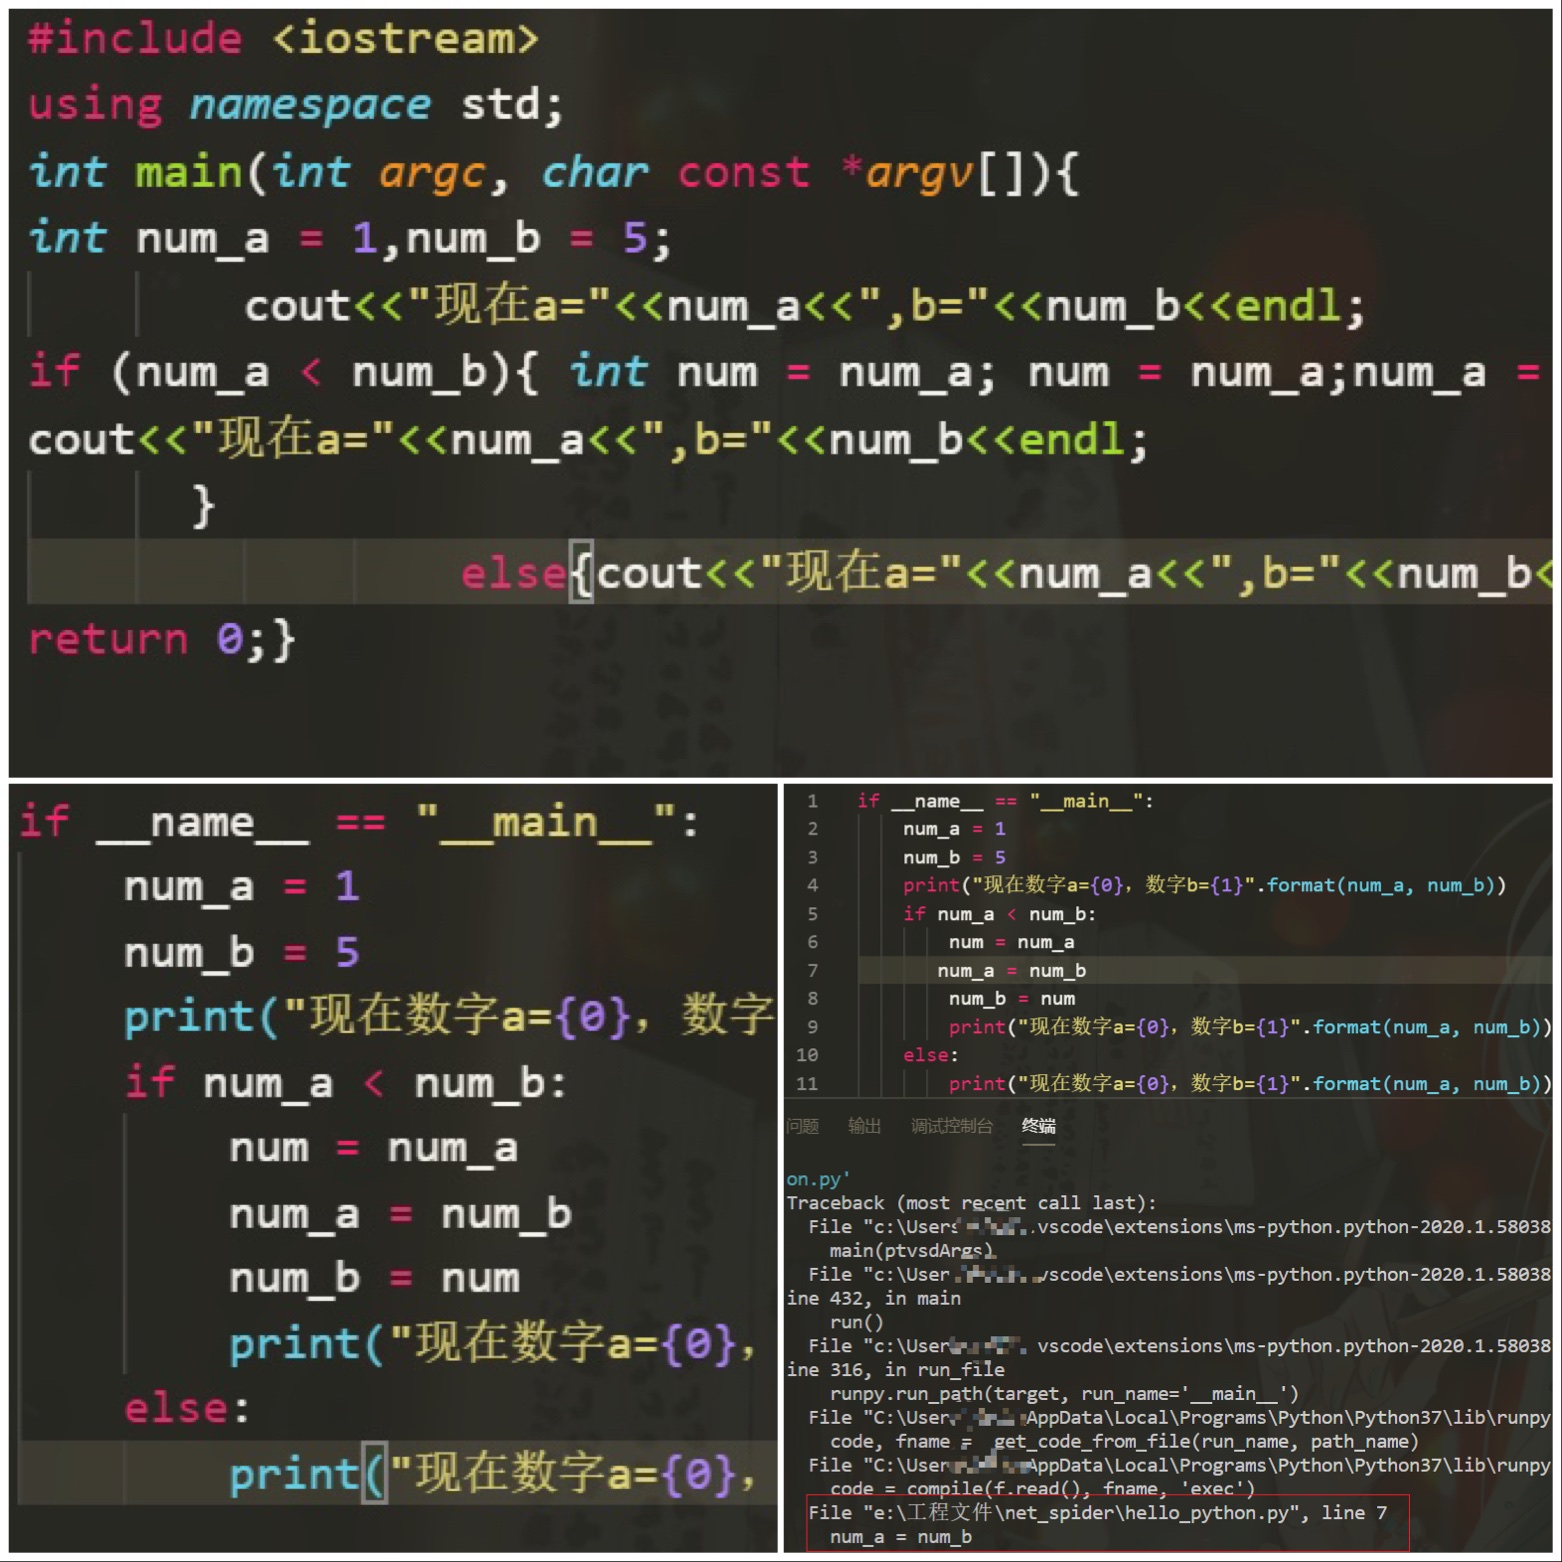 #include <iostream>
using namespace std;
int main(int argc, char const *argv[]){
int num_a = 1,num_b = 5;
cout<<"现在a="<<num_a<<",b="<<num_b<<endl;
if (num_a < num_b){ int num = num_a; num = num_a;num_a =
cout<<"现在a="<<num_a<<",b="<<num_b<<endl;
}
else{cout<<"现在a="<<num_a<<",b="<<num_b<
return 0;}
if __name__ == "__main__":
num_a = 1
num_b = 5
print("现在数字a={0}，数字
if num_a < num_b:
num = num_a
num_a = num_b
num_b = num
print("现在数字a={0}，
else:
print("现在数字a={0}，
1 if __name__ == "__main__":
2 num_a = 1
3 num_b = 5
4 print("现在数字a={0}，数字b={1}".format(num_a, num_b))
5 if num_a < num_b:
6 num = num_a
7 num_a = num_b
8 num_b = num
9 print("现在数字a={0}，数字b={1}".format(num_a, num_b))
10 else:
11 print("现在数字a={0}，数字b={1}".format(num_a, num_b))
问题 输出 调试控制台 终端
on.py'
Traceback (most recent call last):
File "c:\Users .vscode\extensions\ms-python.python-2020.1.58038
main(ptvsdArgs)
File "c:\User vscode\extensions\ms-python.python-2020.1.58038
ine 432, in main
run()
File "c:\User vscode\extensions\ms-python.python-2020.1.58038
ine 316, in run_file
runpy.run_path(target, run_name='__main__')
File "C:\User AppData\Local\Programs\Python\Python37\lib\runpy
code, fname = _get_code_from_file(run_name, path_name)
File "C:\User AppData\Local\Programs\Python\Python37\lib\runpy
code = compile(f.read(), fname, 'exec')
File "e:\工程文件\net_spider\hello_python.py", line 7
num_a = num_b